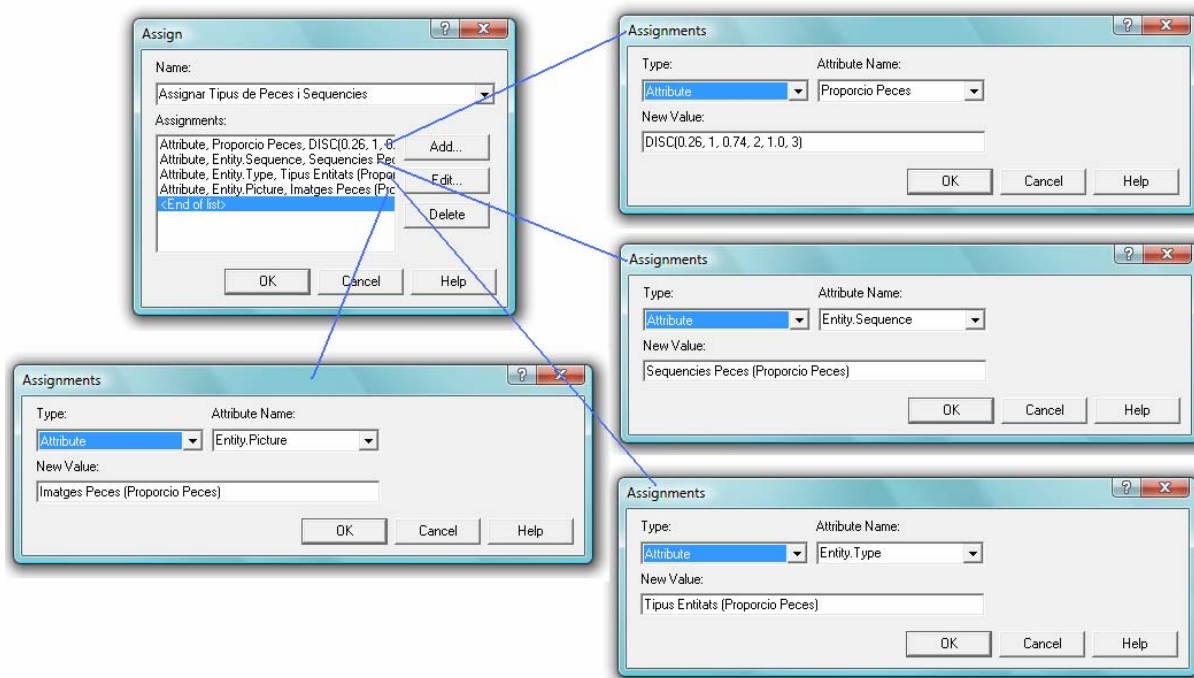 Assign
Name:
Assignar Tipus de Peces i Sequencies
Assignments:
Attribute, Proporcio Peces, DISC(0.26, 1, 0.
Attribute, Entity.Sequence, Sequencies Pec
Attribute, Entity.Type, Tipus Entitats (Propor
Attribute, Entity.Picture, Imatges Peces (Prc
<End of list>
Add...
Edit...
Delete
OK Cancel Help
Assignments
Type: Attribute Name:
Attribute Proporcio Peces
New Value:
DISC(0.26, 1, 0.74, 2, 1.0, 3)
OK Cancel Help
Assignments
Type: Attribute Name:
Attribute Entity.Sequence
New Value:
Sequencies Peces (Proporcio Peces)
OK Cancel Help
Assignments
Type: Attribute Name:
Attribute Entity.Picture
New Value:
Imatges Peces (Proporcio Peces)
OK Cancel Help
Assignments
Type: Attribute Name:
Attribute Entity.Type
New Value:
Tipus Entitats (Proporcio Peces)
OK Cancel Help